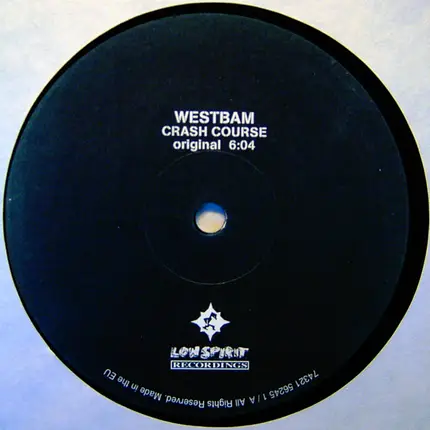 WESTBAM
CRASH COURSE
original 6:04
LOW SPIRIT
RECORDINGS
74321 56245 1 / A All Rights Reserved. Made in the EU